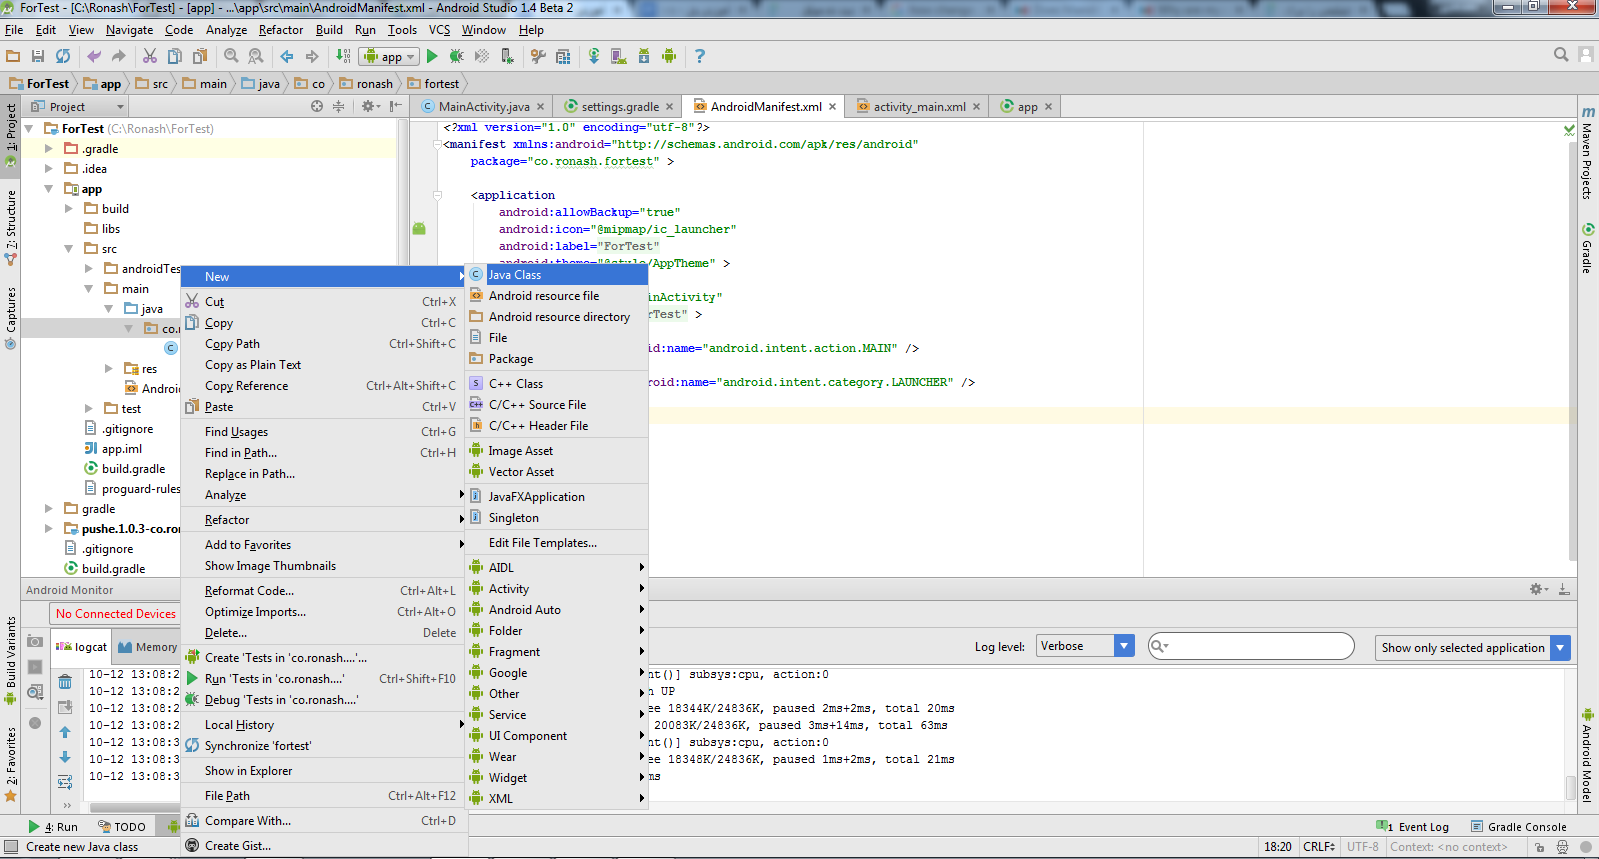 ForTest - [C:\Ronash\ForTest] - [app] - ...\app\src\main\AndroidManifest.xml - Android Studio 1.4 Beta 2
File Edit View Navigate Code Analyze Refactor Build Run Tools VCS Window Help
app
ForTest app src main java co ronash fortest
Project
MainActivity.java settings.gradle AndroidManifest.xml activity_main.xml app
1: Project
7: Structure
Captures
Build Variants
2: Favorites
ForTest (C:\Ronash\ForTest)
.gradle
.idea
app
build
libs
src
androidTes
main
java
co.r
C
res
Androi
test
.gitignore
app.iml
build.gradle
proguard-rules
gradle
pushe.1.0.3-co.ror
.gitignore
build.gradle
<?xml version="1.0" encoding="utf-8"?>
<manifest xmlns:android="http://schemas.android.com/apk/res/android"
package="co.ronash.fortest" >
<application
android:allowBackup="true"
android:icon="@mipmap/ic_launcher"
android:label="ForTest"
android:theme="@style/AppTheme" >
inActivity"
rTest" >
id:name="android.intent.action.MAIN" />
roid:name="android.intent.category.LAUNCHER" />
New
Cut Ctrl+X
Copy Ctrl+C
Copy Path Ctrl+Shift+C
Copy as Plain Text
Copy Reference Ctrl+Alt+Shift+C
Paste Ctrl+V
Find Usages Ctrl+G
Find in Path... Ctrl+H
Replace in Path...
Analyze
Refactor
Add to Favorites
Show Image Thumbnails
Reformat Code... Ctrl+Alt+L
Optimize Imports... Ctrl+Alt+O
Delete... Delete
Create 'Tests in 'co.ronash....'...
Run 'Tests in 'co.ronash....' Ctrl+Shift+F10
Debug 'Tests in 'co.ronash....'
Local History
Synchronize 'fortest'
Show in Explorer
File Path Ctrl+Alt+F12
Compare With... Ctrl+D
Create Gist...
Java Class
Android resource file
Android resource directory
File
Package
C++ Class
C/C++ Source File
C/C++ Header File
Image Asset
Vector Asset
JavaFXApplication
Singleton
Edit File Templates...
AIDL
Activity
Android Auto
Folder
Fragment
Google
Other
Service
UI Component
Wear
Widget
XML
Maven Projects
Gradle
Android Model
Android Monitor
No Connected Devices
logcat Memory
Log level: Verbose Show only selected application
10-12 13:08:2 nt()] subsys:cpu, action:0
10-12 13:08:2 n UP
10-12 13:08:2 ee 18344K/24836K, paused 2ms+2ms, total 20ms
10-12 13:08:2 20083K/24836K, paused 3ms+14ms, total 63ms
10-12 13:08:3 nt()] subsys:cpu, action:0
10-12 13:08:3 ee 18348K/24836K, paused 1ms+2ms, total 21ms
10-12 13:08:3 ms
4: Run TODO
1 Event Log Gradle Console
Create new Java class 18:20 CRLF UTF-8 Context: <no context>